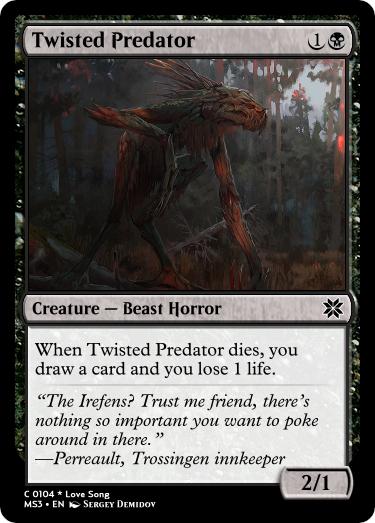 Twisted Predator 1
Creature — Beast Horror
When Twisted Predator dies, you
draw a card and you lose 1 life.
"The Irefens? Trust me friend, there's
nothing so important you want to poke
around in there."
—Perreault, Trossingen innkeeper
2/1
C 0104 * Love Song
MS3 • EN SERGEY DEMIDOV